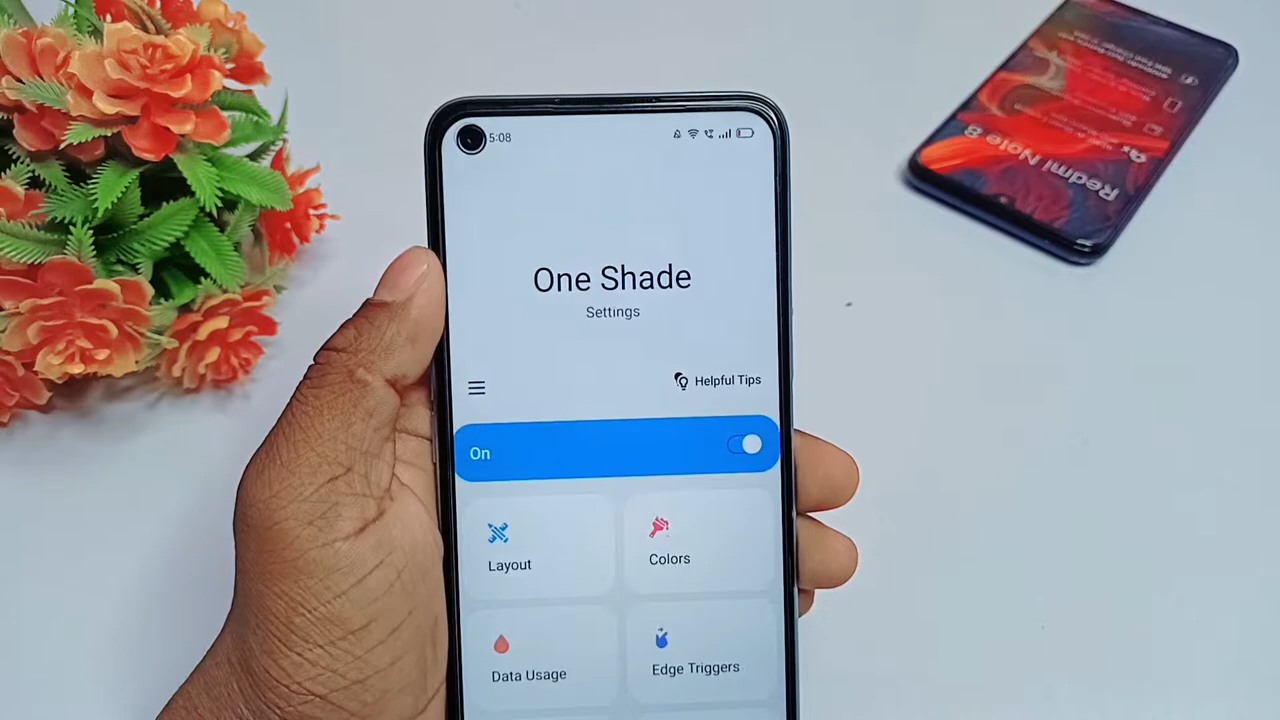 5:08
One Shade
Settings
Helpful Tips
On
Layout
Colors
Data Usage
Edge Triggers
Redmi Note 8